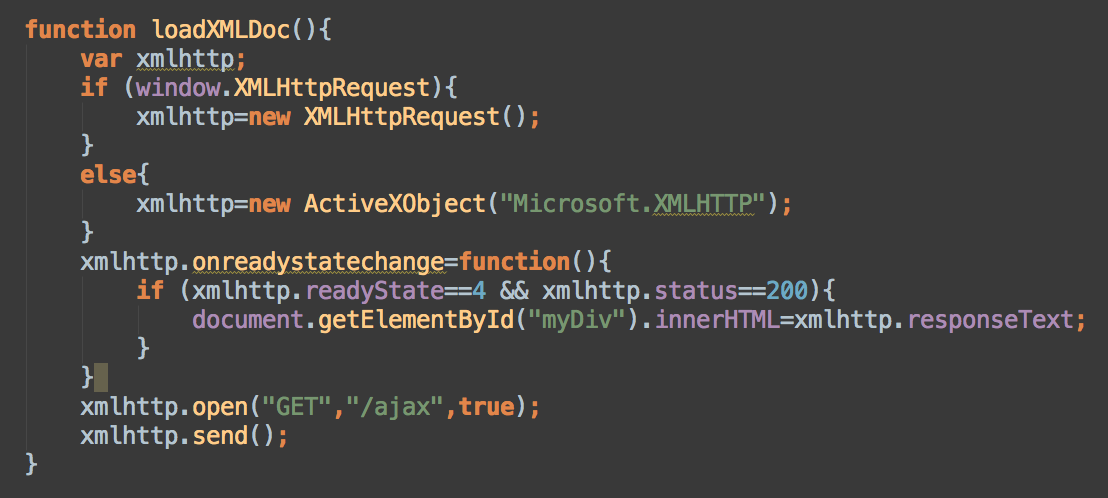 function loadXMLDoc(){
    var xmlhttp;
    if (window.XMLHttpRequest){
        xmlhttp=new XMLHttpRequest();
    }
    else{
        xmlhttp=new ActiveXObject("Microsoft.XMLHTTP");
    }
    xmlhttp.onreadystatechange=function(){
        if (xmlhttp.readyState==4 && xmlhttp.status==200){
            document.getElementById("myDiv").innerHTML=xmlhttp.responseText;
        }
    }
    xmlhttp.open("GET","/ajax",true);
    xmlhttp.send();
}